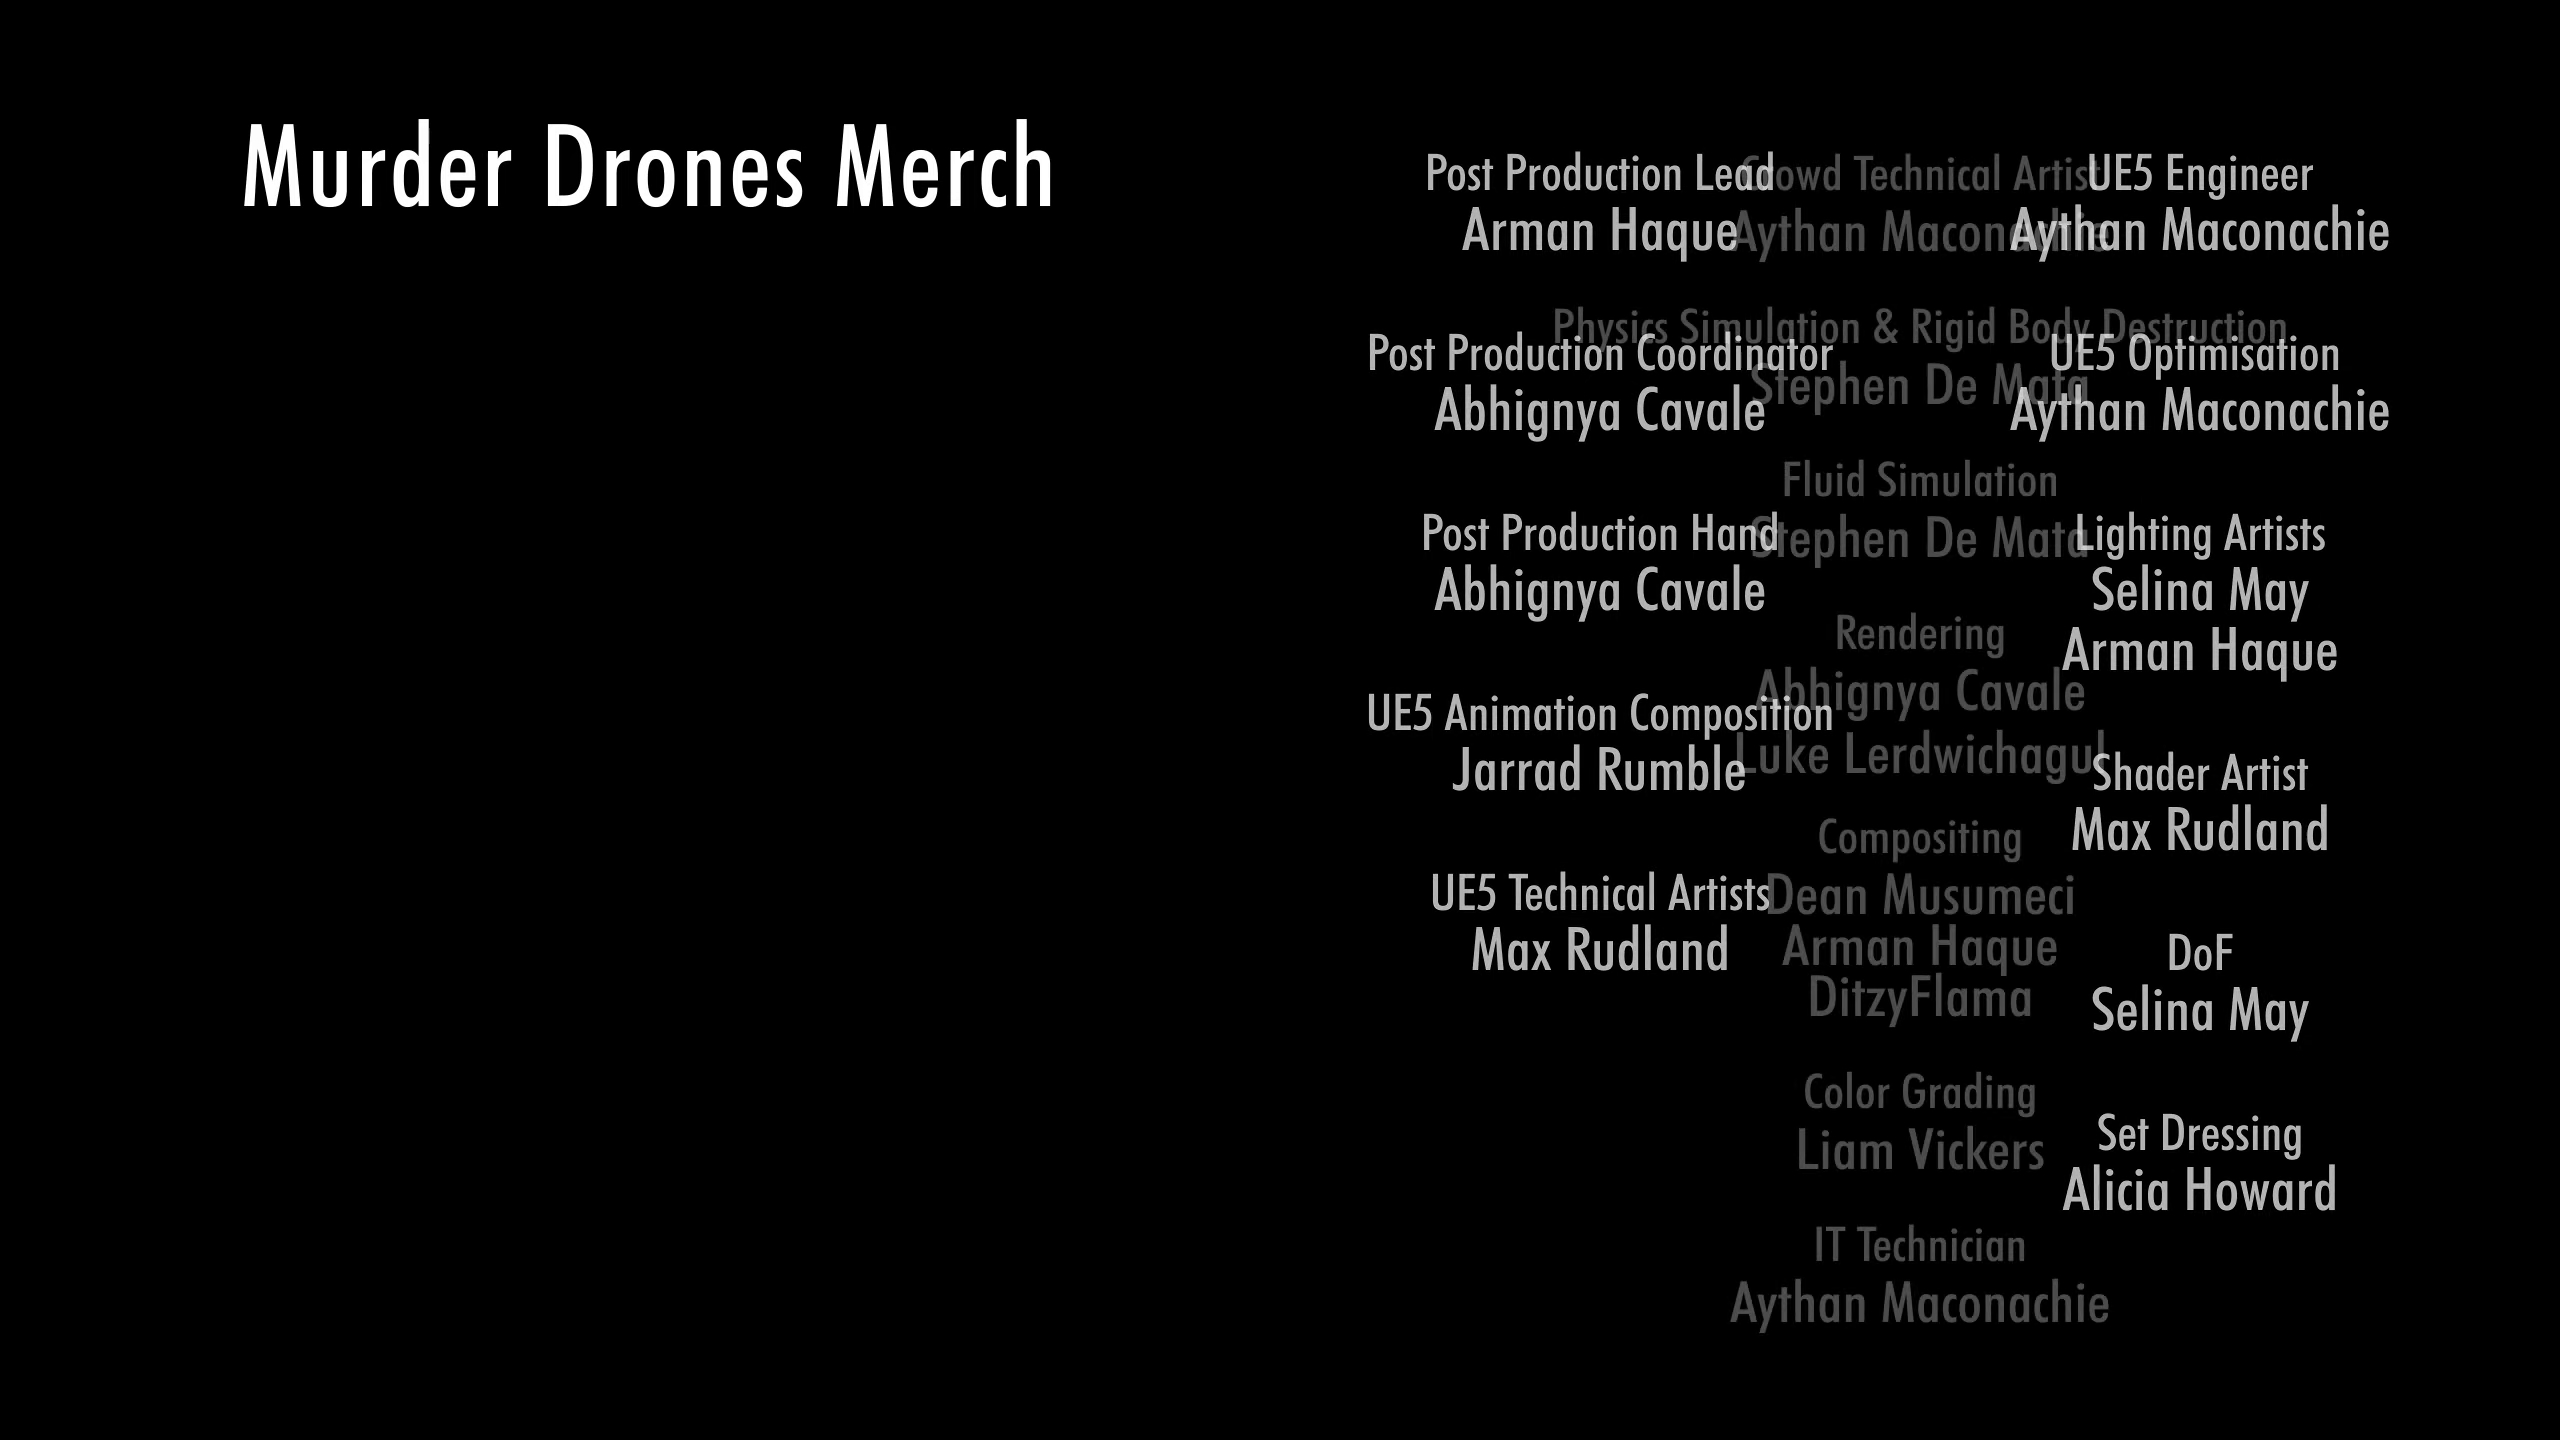 Murder Drones Merch
Post Production Lead
Arman Haque
Post Production Coordinator
Abhignya Cavale
Post Production Hand
Abhignya Cavale
UE5 Animation Composition
Jarrad Rumble
UE5 Technical Artists
Max Rudland
Crowd Technical Artist
Aythan Maconachie
Physics Simulation & Rigid Body Destruction
Stephen De Mata
Fluid Simulation
Stephen De Mata
Rendering
Abhignya Cavale
Luke Lerdwichagul
Compositing
Dean Musumeci
Arman Haque
DitzyFlama
Color Grading
Liam Vickers
IT Technician
Aythan Maconachie
UE5 Engineer
Aythan Maconachie
UE5 Optimisation
Aythan Maconachie
Lighting Artists
Selina May
Arman Haque
Shader Artist
Max Rudland
DoF
Selina May
Set Dressing
Alicia Howard